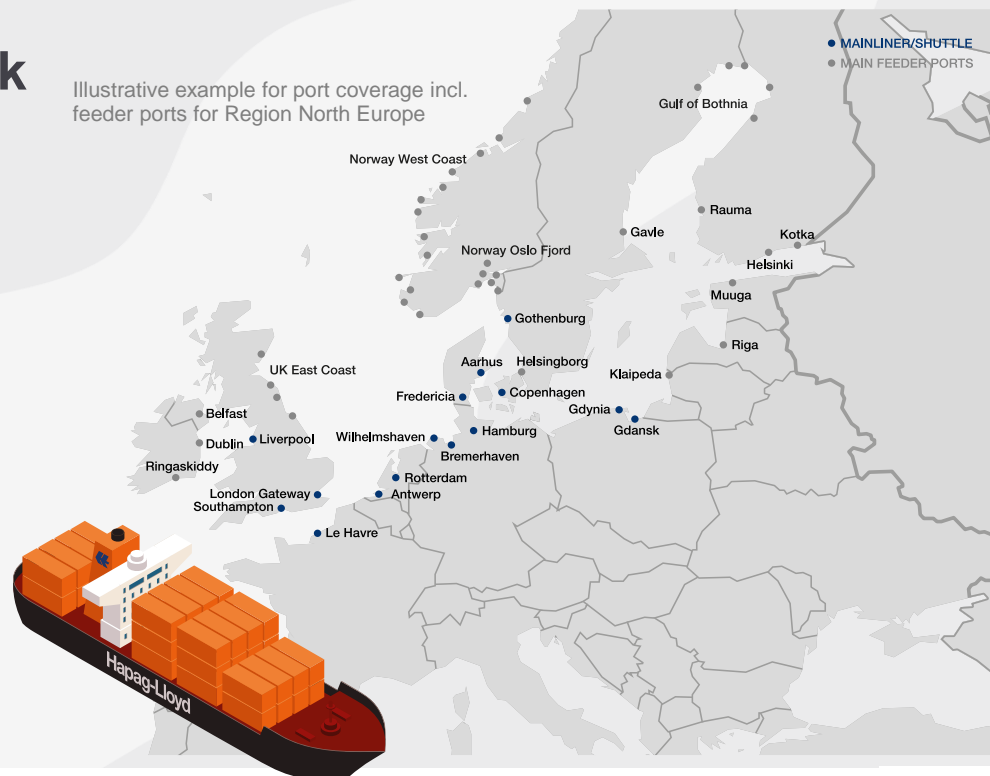 k
Illustrative example for port coverage incl.
feeder ports for Region North Europe
MAINLINER/SHUTTLE
MAIN FEEDER PORTS
Gulf of Bothnia
Norway West Coast
Rauma
Gavle
Kotka
Norway Oslo Fjord
Helsinki
Muuga
Gothenburg
Riga
Aarhus
Helsingborg
UK East Coast
Klaipeda
Fredericia
Copenhagen
Gdynia
Belfast
Gdansk
Hamburg
Wilhelmshaven
Liverpool
Dublin
Bremerhaven
Ringaskiddy
Rotterdam
London Gateway
Antwerp
Southampton
Le Havre
Hapag-Lloyd